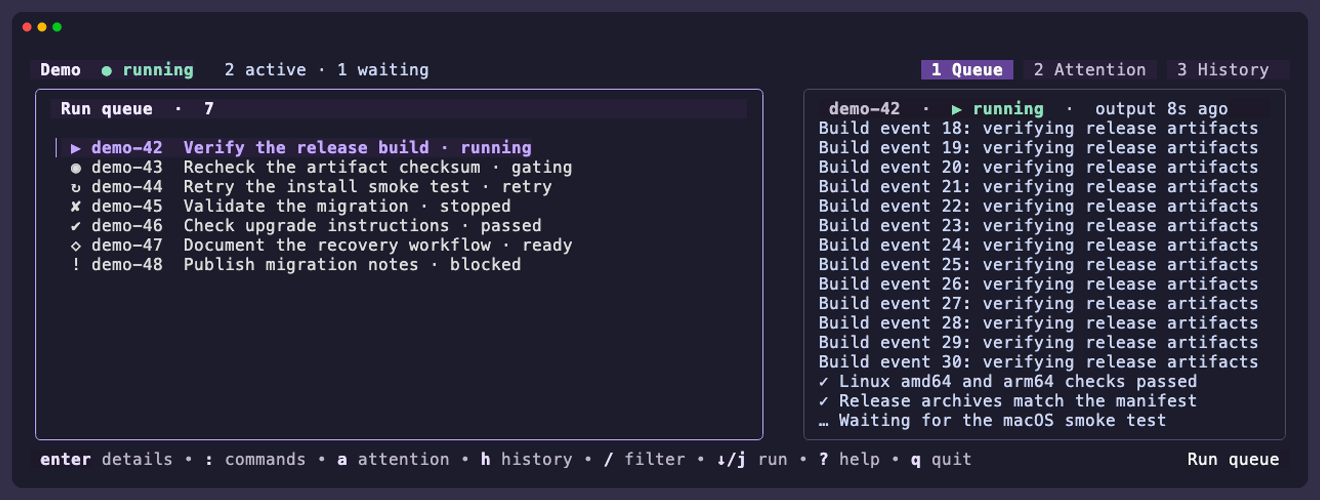 Demo ● running 2 active · 1 waiting 1 Queue 2 Attention 3 History
Run queue · 7
▶ demo-42 Verify the release build · running
◉ demo-43 Recheck the artifact checksum · gating
↻ demo-44 Retry the install smoke test · retry
✘ demo-45 Validate the migration · stopped
✔ demo-46 Check upgrade instructions · passed
◇ demo-47 Document the recovery workflow · ready
! demo-48 Publish migration notes · blocked
demo-42 · ▶ running · output 8s ago
Build event 18: verifying release artifacts
Build event 19: verifying release artifacts
Build event 20: verifying release artifacts
Build event 21: verifying release artifacts
Build event 22: verifying release artifacts
Build event 23: verifying release artifacts
Build event 24: verifying release artifacts
Build event 25: verifying release artifacts
Build event 26: verifying release artifacts
Build event 27: verifying release artifacts
Build event 28: verifying release artifacts
Build event 29: verifying release artifacts
Build event 30: verifying release artifacts
✓ Linux amd64 and arm64 checks passed
✓ Release archives match the manifest
… Waiting for the macOS smoke test
enter details • : commands • a attention • h history • / filter • ↓/j run • ? help • q quit Run queue